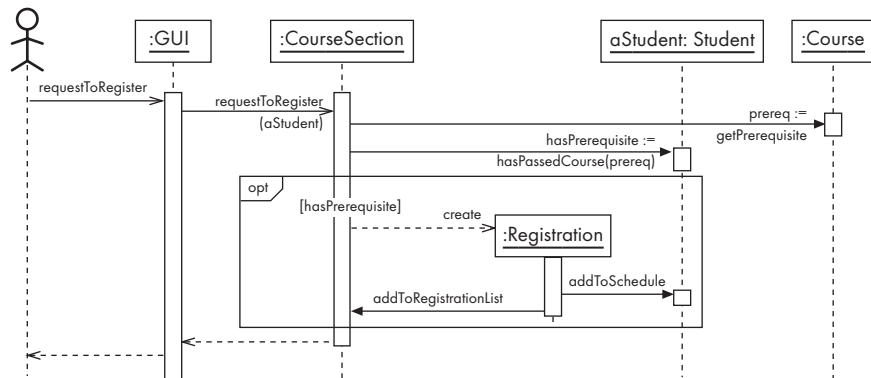 :GUI
:CourseSection
aStudent: Student
:Course
requestToRegister
requestToRegister
(aStudent)
prereq :=
getPrerequisite
hasPrerequisite :=
hasPassedCourse(prereq)
opt
[hasPrerequisite]
create
:Registration
addToSchedule
addToRegistrationList